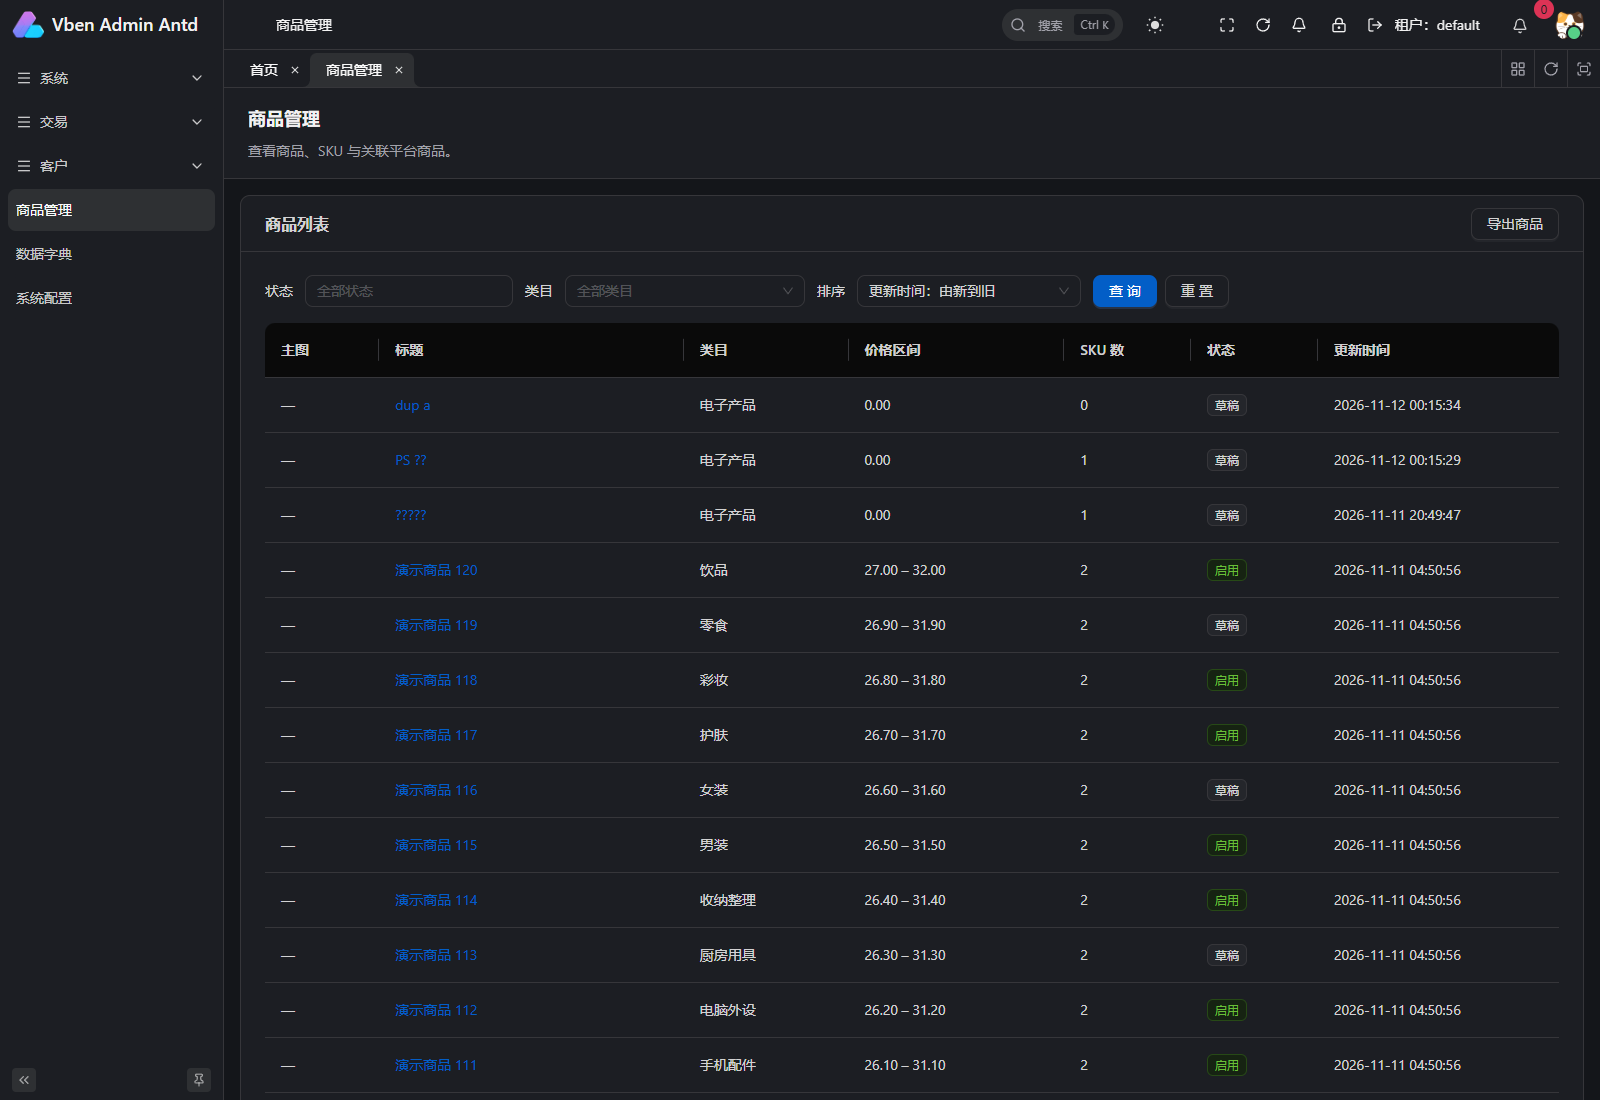 Vben Admin Antd
商品管理
搜索 Ctrl K
租户：default
0
系统
交易
客户
商品管理
数据字典
系统配置
首页
商品管理
商品管理
查看商品、SKU 与关联平台商品。
商品列表
导出商品
状态 全部状态 类目 全部类目 排序 更新时间：由新到旧 查 询 重 置
主图 标题 类目 价格区间 SKU 数 状态 更新时间
— dup a 电子产品 0.00 0 草稿 2026-11-12 00:15:34
— PS ?? 电子产品 0.00 1 草稿 2026-11-12 00:15:29
— ????? 电子产品 0.00 1 草稿 2026-11-11 20:49:47
— 演示商品 120 饮品 27.00 – 32.00 2 启用 2026-11-11 04:50:56
— 演示商品 119 零食 26.90 – 31.90 2 草稿 2026-11-11 04:50:56
— 演示商品 118 彩妆 26.80 – 31.80 2 启用 2026-11-11 04:50:56
— 演示商品 117 护肤 26.70 – 31.70 2 启用 2026-11-11 04:50:56
— 演示商品 116 女装 26.60 – 31.60 2 草稿 2026-11-11 04:50:56
— 演示商品 115 男装 26.50 – 31.50 2 启用 2026-11-11 04:50:56
— 演示商品 114 收纳整理 26.40 – 31.40 2 启用 2026-11-11 04:50:56
— 演示商品 113 厨房用具 26.30 – 31.30 2 草稿 2026-11-11 04:50:56
— 演示商品 112 电脑外设 26.20 – 31.20 2 启用 2026-11-11 04:50:56
— 演示商品 111 手机配件 26.10 – 31.10 2 启用 2026-11-11 04:50:56